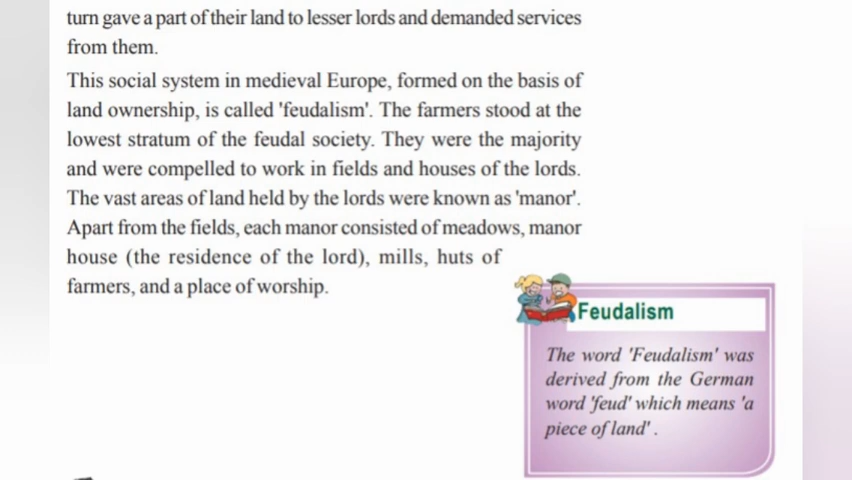 turn gave a part of their land to lesser lords and demanded services
from them.
This social system in medieval Europe, formed on the basis of
land ownership, is called 'feudalism'. The farmers stood at the
lowest stratum of the feudal society. They were the majority
and were compelled to work in fields and houses of the lords.
The vast areas of land held by the lords were known as 'manor'.
Apart from the fields, each manor consisted of meadows, manor
house (the residence of the lord), mills, huts of
farmers, and a place of worship.
Feudalism
The word 'Feudalism' was
derived from the German
word 'feud' which means 'a
piece of land'.